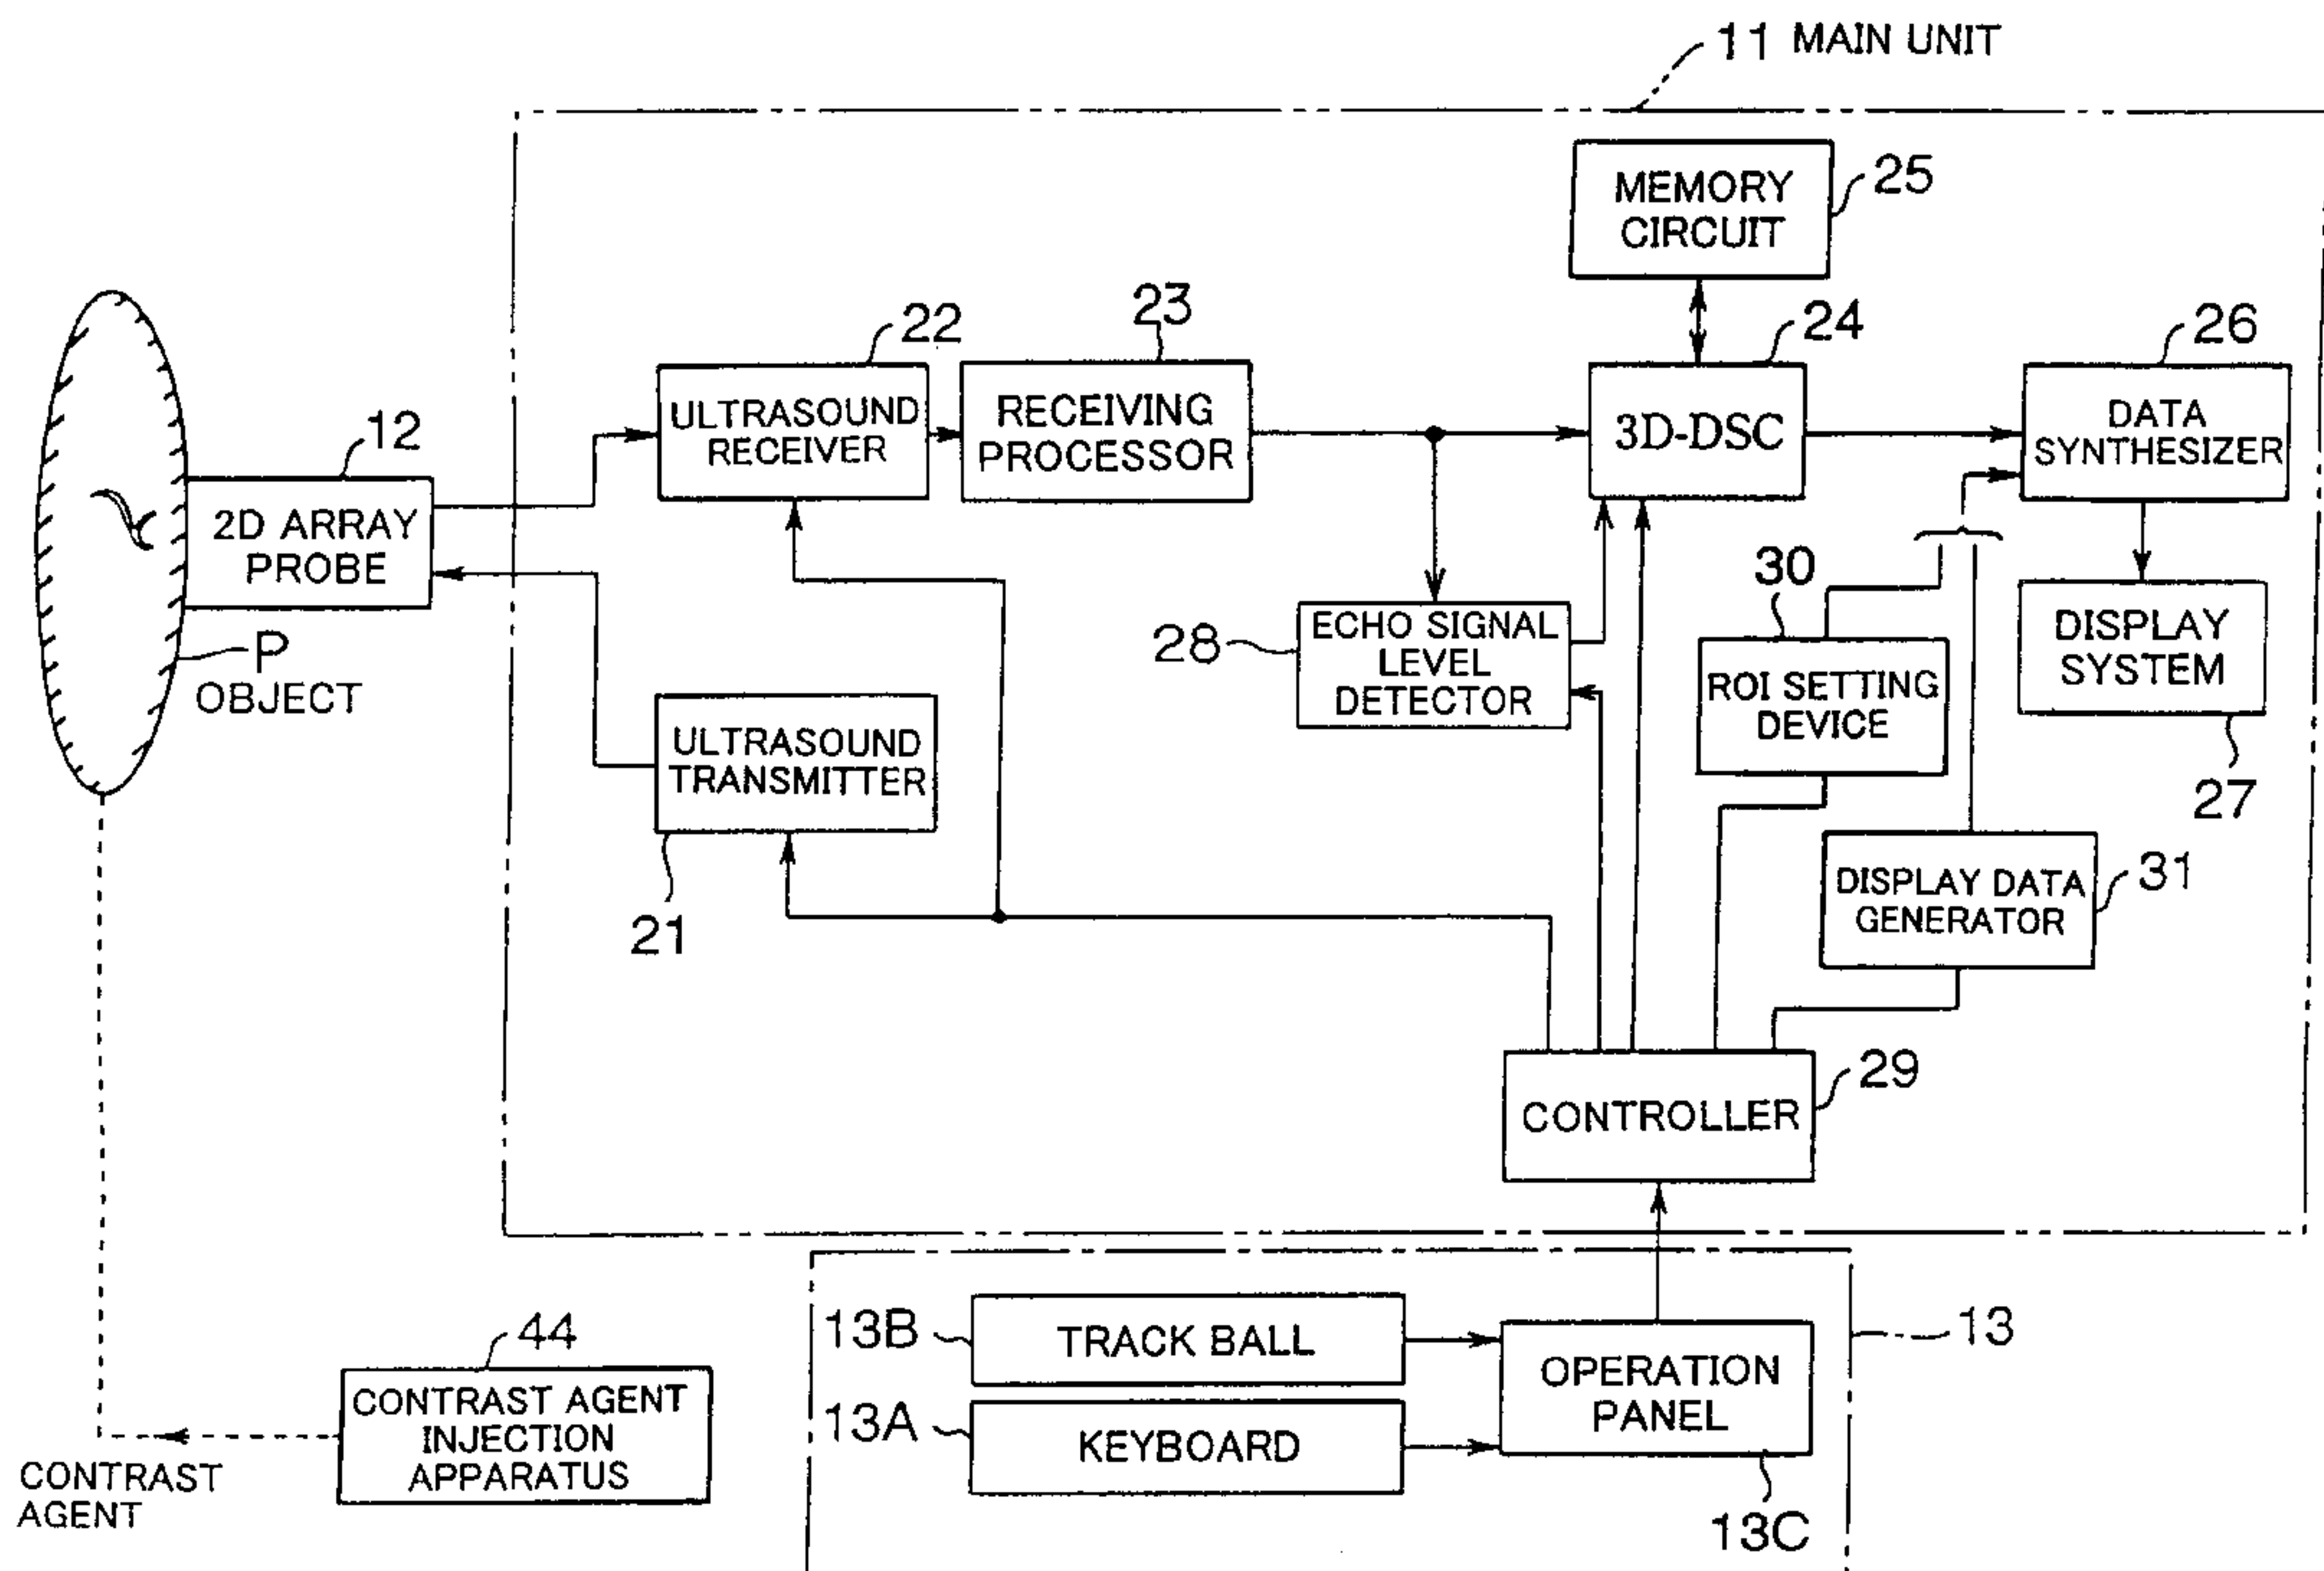 11 MAIN UNIT
MEMORY
CIRCUIT
25
22
23
24
26
ULTRASOUND
RECEIVER
RECEIVING
PROCESSOR
3D-DSC
DATA
SYNTHESIZER
12
2D ARRAY
PROBE
P
OBJECT
28
ECHO SIGNAL
LEVEL
DETECTOR
30
ROI SETTING
DEVICE
DISPLAY
SYSTEM
27
ULTRASOUND
TRANSMITTER
21
DISPLAY DATA
GENERATOR
31
CONTROLLER
29
13B
TRACK BALL
13A
KEYBOARD
OPERATION
PANEL
13C
13
44
CONTRAST AGENT
INJECTION
APPARATUS
CONTRAST
AGENT